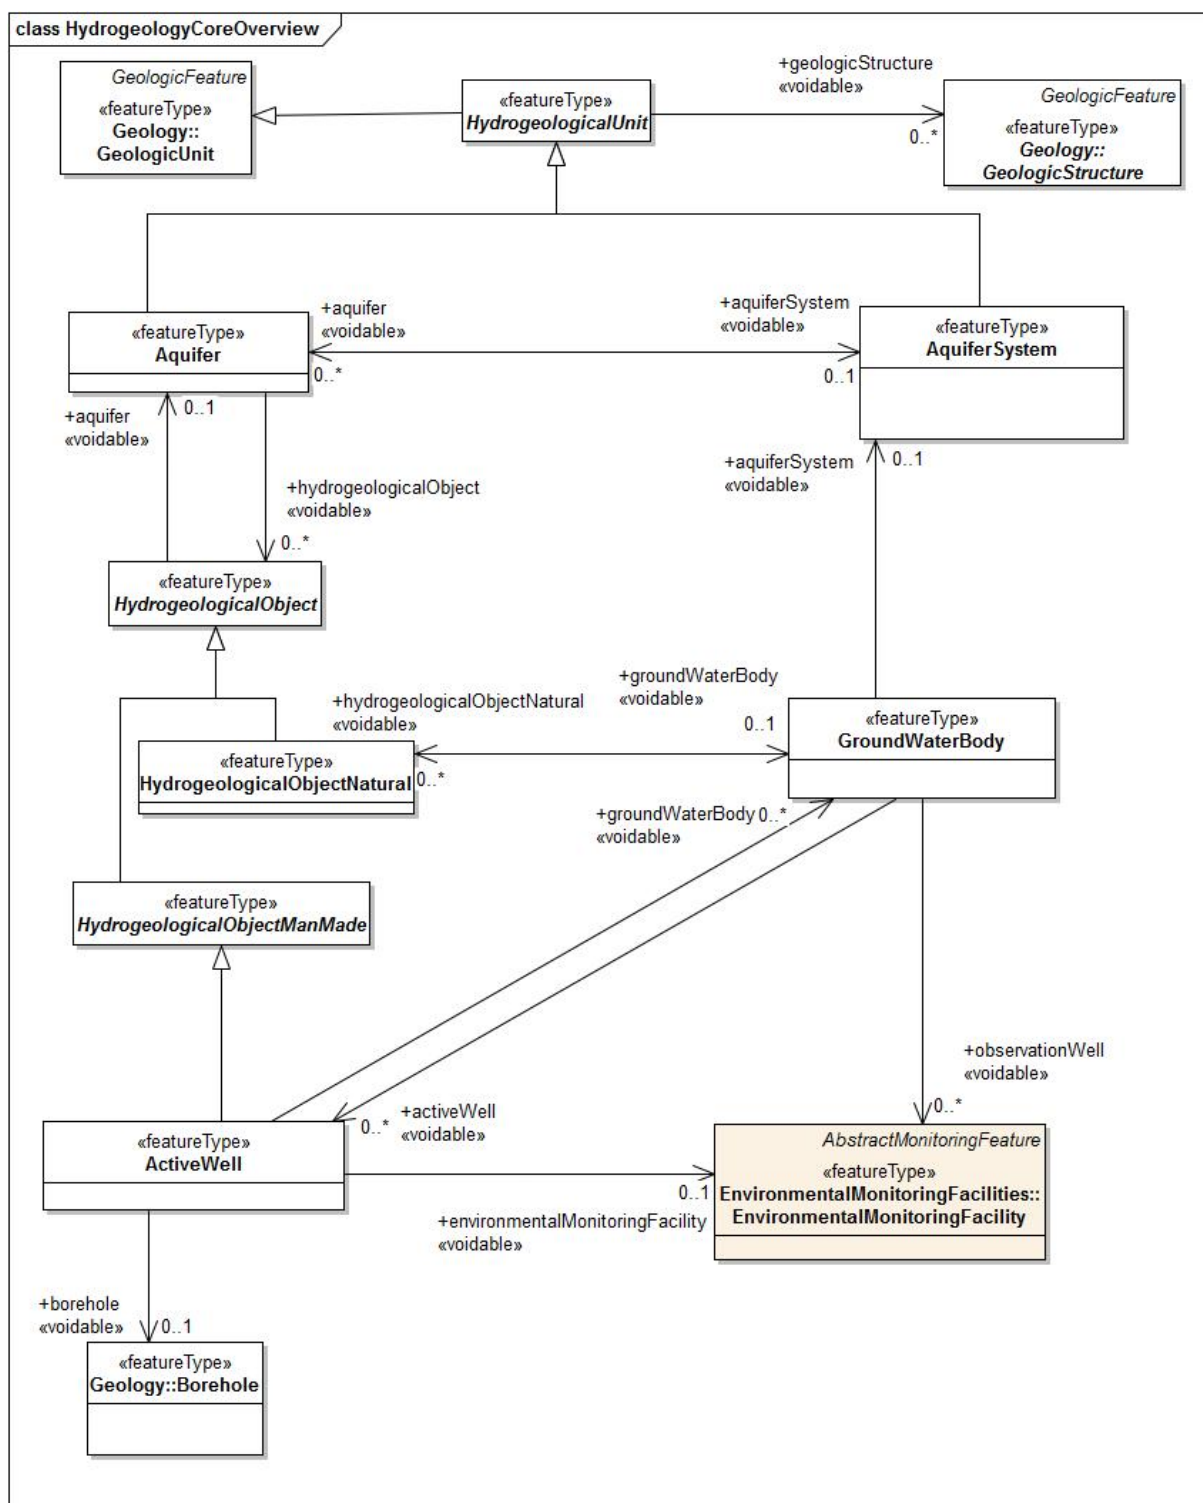 class HydrogeologyCoreOverview
GeologicFeature
«featureType»
Geology::
GeologicUnit
«featureType»
HydrogeologicalUnit
+geologicStructure
«voidable»
0..*
GeologicFeature
«featureType»
Geology::
GeologicStructure
«featureType»
Aquifer
+aquifer
«voidable»
0..*
+aquiferSystem
«voidable»
0..1
«featureType»
AquiferSystem
+aquifer
«voidable»
0..1
+hydrogeologicalObject
«voidable»
0..*
+aquiferSystem
«voidable»
0..1
«featureType»
HydrogeologicalObject
+hydrogeologicalObjectNatural
«voidable»
0..*
+groundWaterBody
«voidable»
0..1
«featureType»
GroundWaterBody
«featureType»
HydrogeologicalObjectNatural
+groundWaterBody
«voidable»
0..*
«featureType»
HydrogeologicalObjectManMade
+observationWell
«voidable»
0..*
+activeWell
«voidable»
0..*
«featureType»
ActiveWell
AbstractMonitoringFeature
«featureType»
EnvironmentalMonitoringFacilities::
EnvironmentalMonitoringFacility
0..1
+environmentalMonitoringFacility
«voidable»
+borehole
«voidable»
0..1
«featureType»
Geology::Borehole